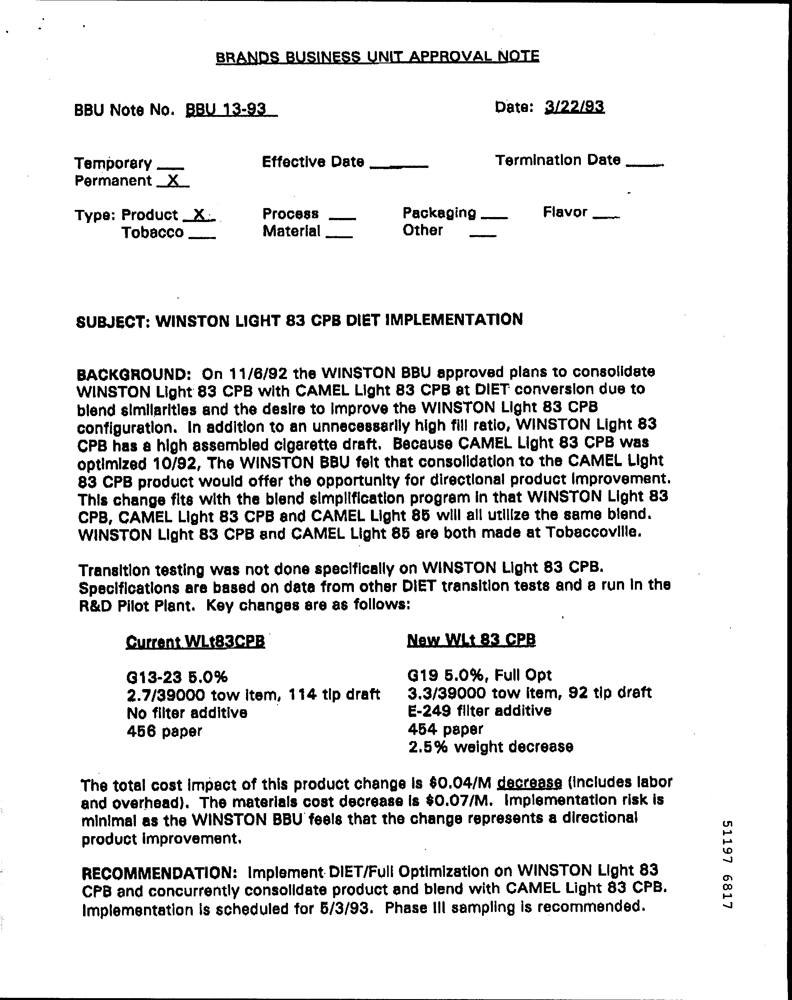 BRANDS BUSINESS UNIT APPROVAL NOTE
BBU Note No. BBU 13-93 Date: 3/22/93
Temporary ___ Effective Date ___ Termination Date ___
Permanent X
Type: Product X Process ___ Packaging ___ Flavor ___
Tobacco ___ Material ___ Other ___
SUBJECT: WINSTON LIGHT 83 CPB DIET IMPLEMENTATION
BACKGROUND: On 11/6/92 the WINSTON BBU approved plans to consolidate
WINSTON Light 83 CPB with CAMEL Light 83 CPB at DIET conversion due to
blend similarities and the desire to improve the WINSTON Light 83 CPB
configuration. In addition to an unnecessarily high fill ratio, WINSTON Light 83
CPB has a high assembled cigarette draft. Because CAMEL Light 83 CPB was
optimized 10/92, The WINSTON BBU felt that consolidation to the CAMEL Light
83 CPB product would offer the opportunity for directional product improvement.
This change fits with the blend simplification program in that WINSTON Light 83
CPB, CAMEL Light 83 CPB and CAMEL Light 85 will all utilize the same blend.
WINSTON Light 83 CPB and CAMEL Light 85 are both made at Tobaccoville.
Transition testing was not done specifically on WINSTON Light 83 CPB.
Specifications are based on data from other DIET transition tests and a run in the
R&D Pilot Plant. Key changes are as follows:
Current WLt83CPB New WLt 83 CPB
G13-23 5.0% G19 5.0%, Full Opt
2.7/39000 tow item, 114 tip draft 3.3/39000 tow item, 92 tip draft
No filter additive E-249 filter additive
456 paper 454 paper
2.5% weight decrease
The total cost impact of this product change is $0.04/M decrease (includes labor
and overhead). The materials cost decrease is $0.07/M. Implementation risk is
minimal as the WINSTON BBU feels that the change represents a directional
product improvement.
RECOMMENDATION: Implement DIET/Full Optimization on WINSTON Light 83
CPB and concurrently consolidate product and blend with CAMEL Light 83 CPB.
Implementation is scheduled for 5/3/93. Phase III sampling is recommended.
51197 6817